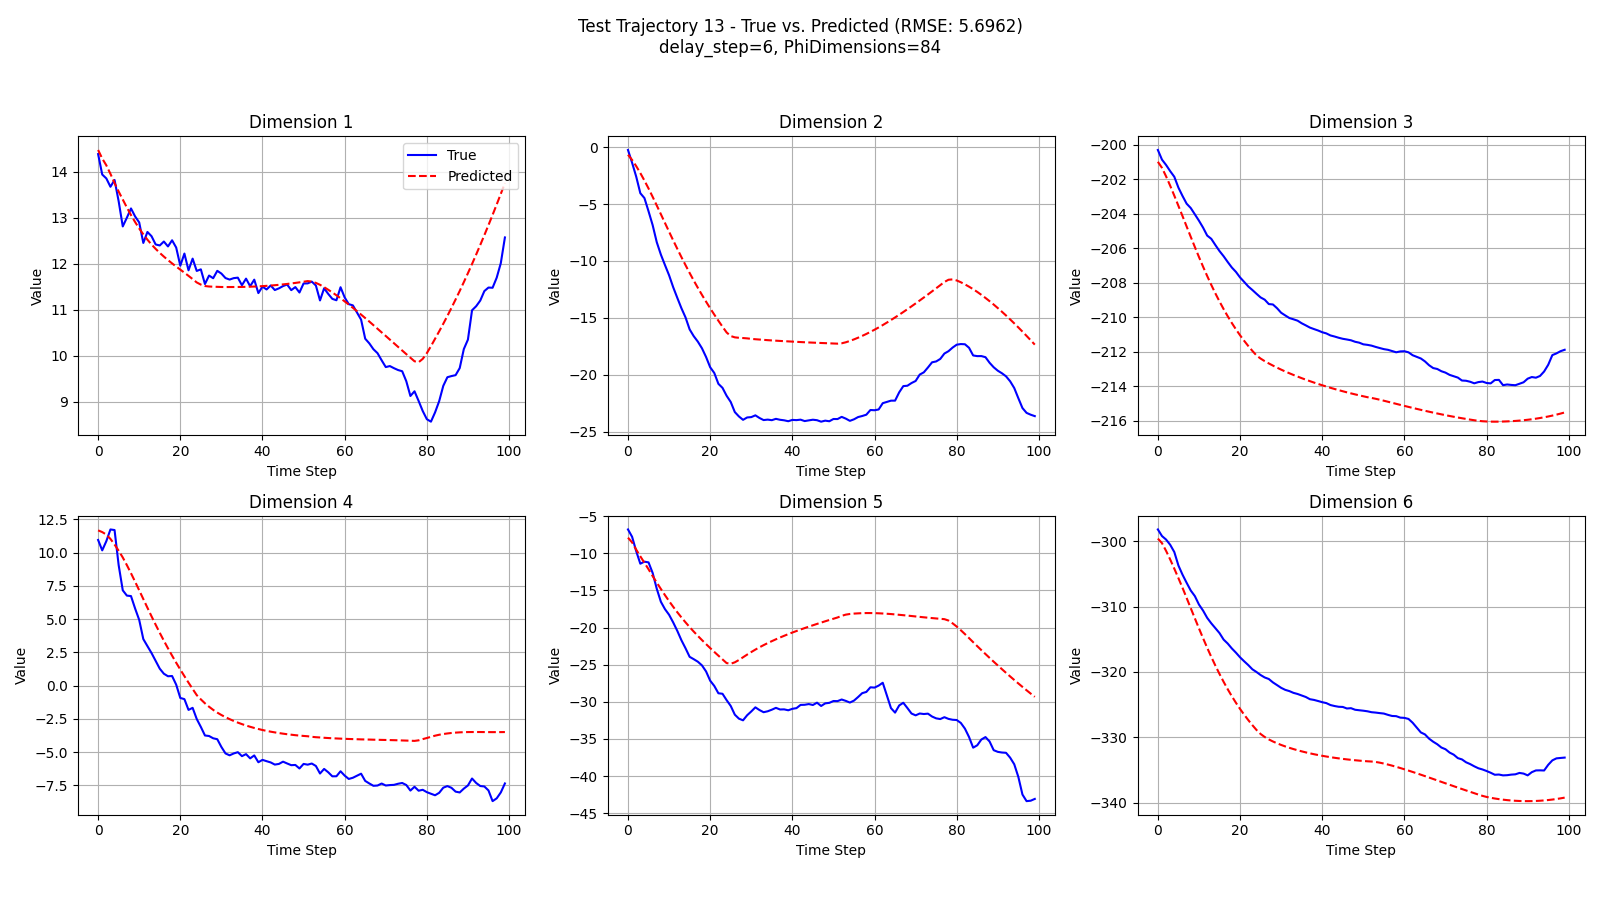 Test Trajectory 13 - True vs. Predicted (RMSE: 5.6962)
delay_step=6, PhiDimensions=84
Dimension 1
True
Predicted
14
13
12
11
10
9
Value
0 20 40 60 80 100
Time Step
Dimension 2
0
−5
−10
−15
−20
−25
Value
0 20 40 60 80 100
Time Step
Dimension 3
−200
−202
−204
−206
−208
−210
−212
−214
−216
Value
0 20 40 60 80 100
Time Step
Dimension 4
12.5
10.0
7.5
5.0
2.5
0.0
−2.5
−5.0
−7.5
Value
0 20 40 60 80 100
Time Step
Dimension 5
−5
−10
−15
−20
−25
−30
−35
−40
−45
Value
0 20 40 60 80 100
Time Step
Dimension 6
−300
−310
−320
−330
−340
Value
0 20 40 60 80 100
Time Step